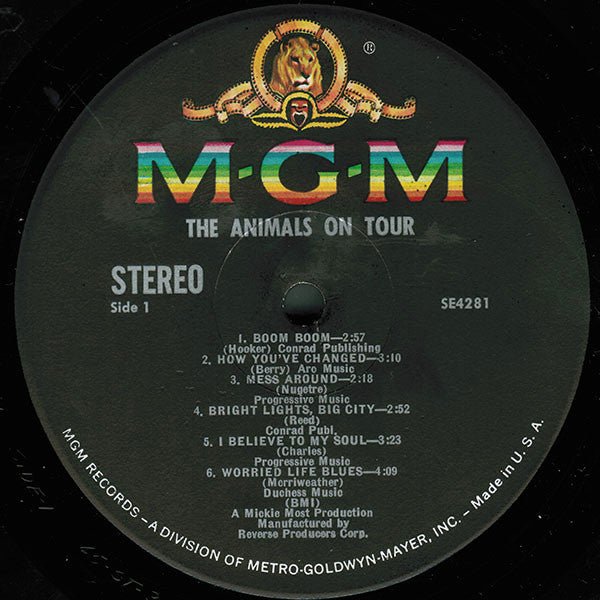 ®
M·G·M
THE ANIMALS ON TOUR
STEREO
Side 1
SE4281
1. BOOM BOOM—2:57
(Hooker) Conrad Publishing
2. HOW YOU'VE CHANGED—3:10
(Berry) Arc Music
3. MESS AROUND—2:18
(Nugetre)
Progressive Music
4. BRIGHT LIGHTS, BIG CITY—2:52
(Reed)
Conrad Publ.
5. I BELIEVE TO MY SOUL—3:23
(Charles)
Progressive Music
6. WORRIED LIFE BLUES—4:09
(Merriweather)
Duchess Music
(BMI)
A Mickie Most Production
Manufactured by
Reverse Producers Corp.
MGM RECORDS – A DIVISION OF METRO-GOLDWYN-MAYER, INC. – Made in U. S. A.